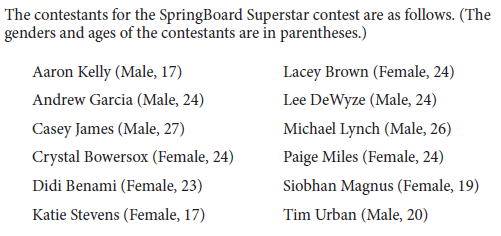 The contestants for the SpringBoard Superstar contest are as follows. (The
genders and ages of the contestants are in parentheses.)
Aaron Kelly (Male, 17)
Andrew Garcia (Male, 24)
Casey James (Male, 27)
Crystal Bowersox (Female, 24)
Didi Benami (Female, 23)
Katie Stevens (Female, 17)
Lacey Brown (Female, 24)
Lee DeWyze (Male, 24)
Michael Lynch (Male, 26)
Paige Miles (Female, 24)
Siobhan Magnus (Female, 19)
Tim Urban (Male, 20)